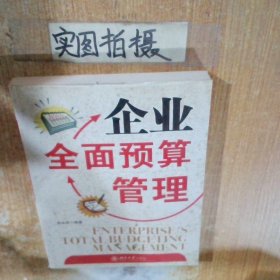 实图拍摄
企业
全面预算
管理
ENTERPRISE'S
TOTAL BUDGETING
MANAGEMENT